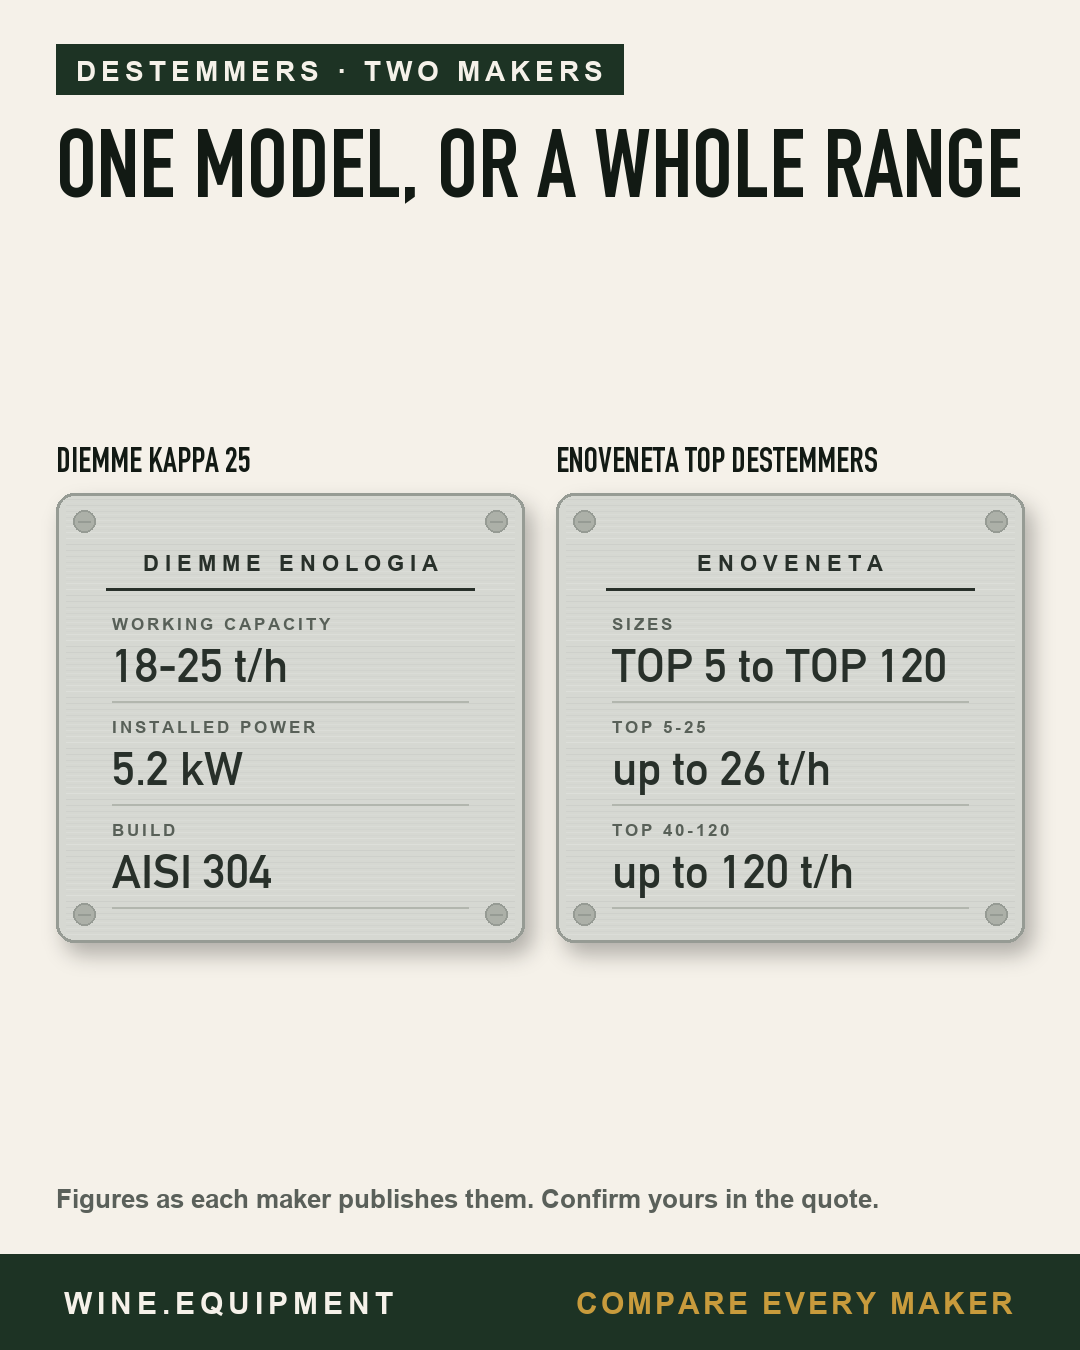 DESTEMMERS · TWO MAKERS
ONE MODEL, OR A WHOLE RANGE
DIEMME KAPPA 25
DIEMME ENOLOGIA
WORKING CAPACITY
18-25 t/h
INSTALLED POWER
5.2 kW
BUILD
AISI 304
ENOVENETA TOP DESTEMMERS
ENOVENETA
SIZES
TOP 5 to TOP 120
TOP 5-25
up to 26 t/h
TOP 40-120
up to 120 t/h
Figures as each maker publishes them. Confirm yours in the quote.
WINE.EQUIPMENT
COMPARE EVERY MAKER